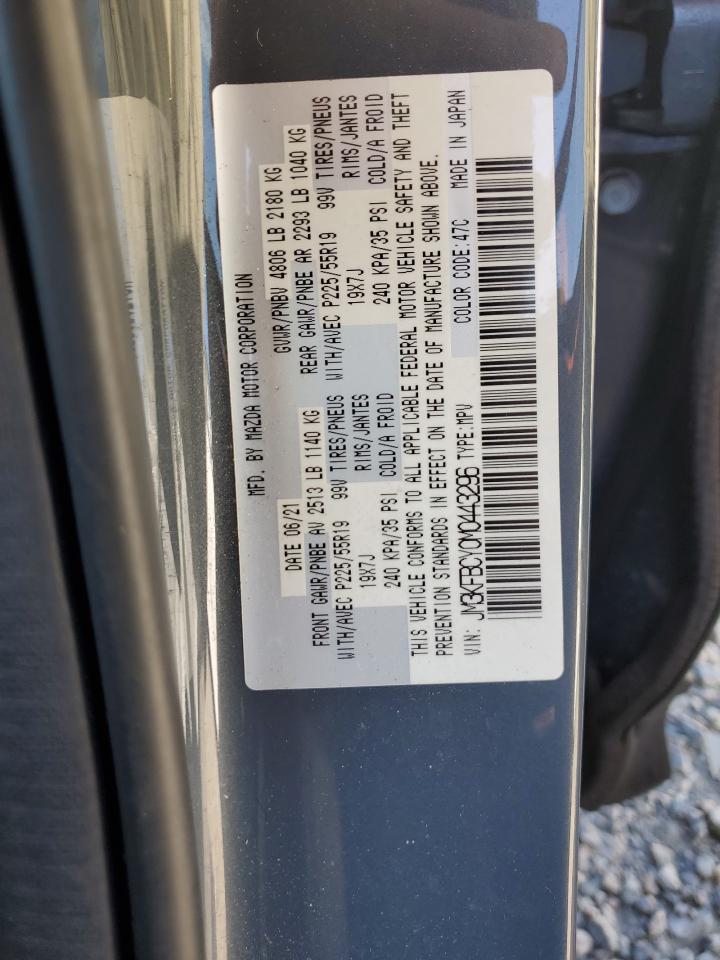 MFD. BY MAZDA MOTOR CORPORATION
DATE 06/21 GVWR/PNBV 4806 LB 2180 KG
FRONT GAWR/PNBE AV 2513 LB 1140 KG REAR GAWR/PNBE AR 2293 LB 1040 KG
WITH/AVEC P225/55R19 99V TIRES/PNEUS WITH/AVEC P225/55R19 99V TIRES/PNEUS
19X7J RIMS/JANTES 19X7J RIMS/JANTES
240 KPA/35 PSI COLD/A FROID 240 KPA/35 PSI COLD/A FROID
THIS VEHICLE CONFORMS TO ALL APPLICABLE FEDERAL MOTOR VEHICLE SAFETY AND THEFT
PREVENTION STANDARDS IN EFFECT ON THE DATE OF MANUFACTURE SHOWN ABOVE.
VIN: JM3KFBCY0M0443296 TYPE:MPV COLOR CODE:47C MADE IN JAPAN